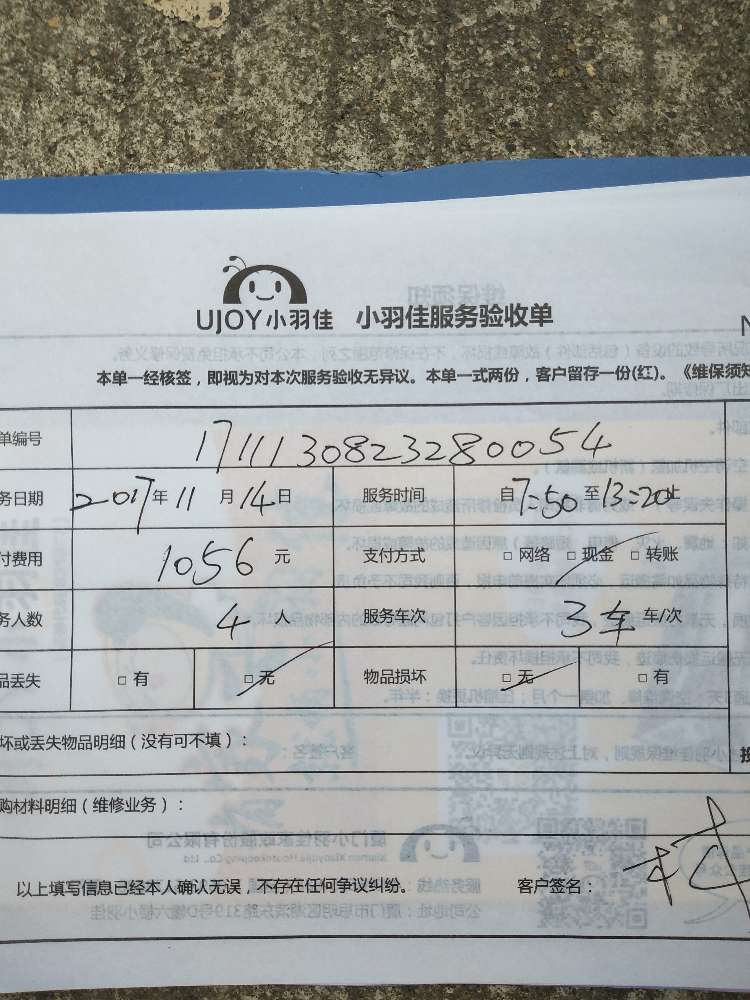 UJOY小羽佳 小羽佳服务验收单
本单一经核签，即视为对本次服务验收无异议。本单一式两份，客户留存一份(红)。《维保须知
单编号 17111308232800054
务日期 2017年11月14日 服务时间 自7:50至13:20止
付费用 1056元 支付方式 □网络 □现金 □转账
务人数 4人 服务车次 3车 车/次
品丢失 □有 □无 物品损坏 □无 □有
坏或丢失物品明细（没有可不填）：
购材料明细（维修业务）：
以上填写信息已经本人确认无误，不存在任何争议纠纷。 客户签名：